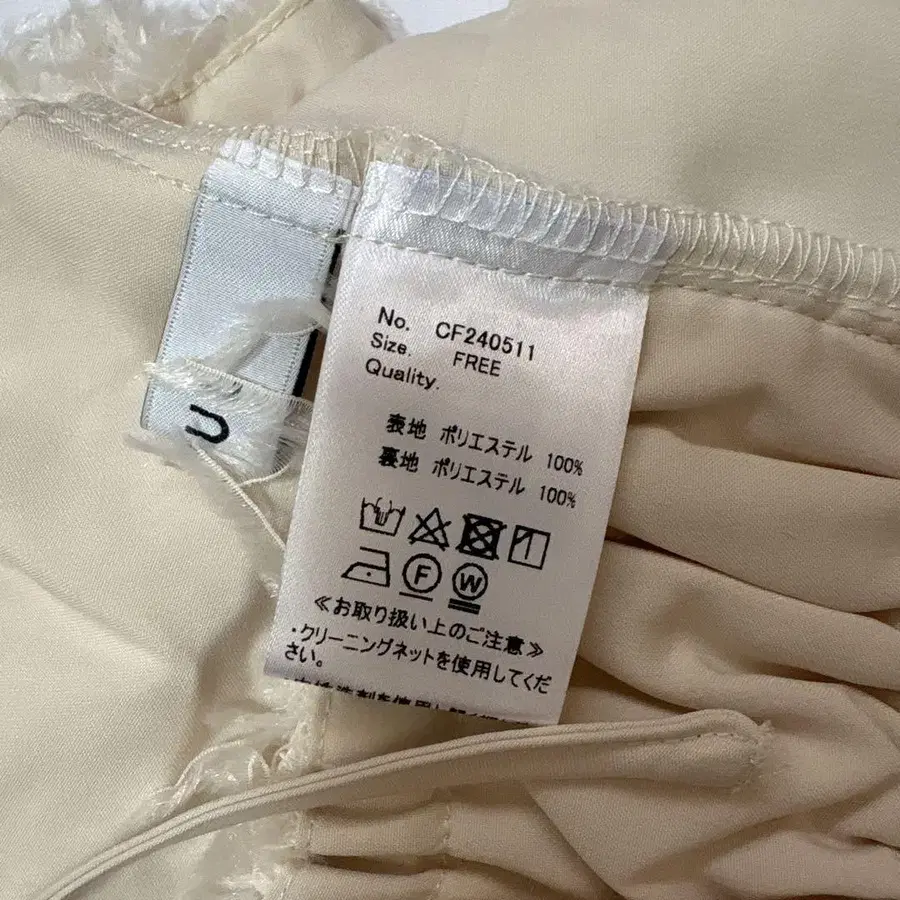 No. CF240511
Size. FREE
Quality.
表地 ポリエステル 100%
裏地 ポリエステル 100%
F W
≪お取り扱い上のご注意≫
・クリーニングネットを使用してくだ
さい。